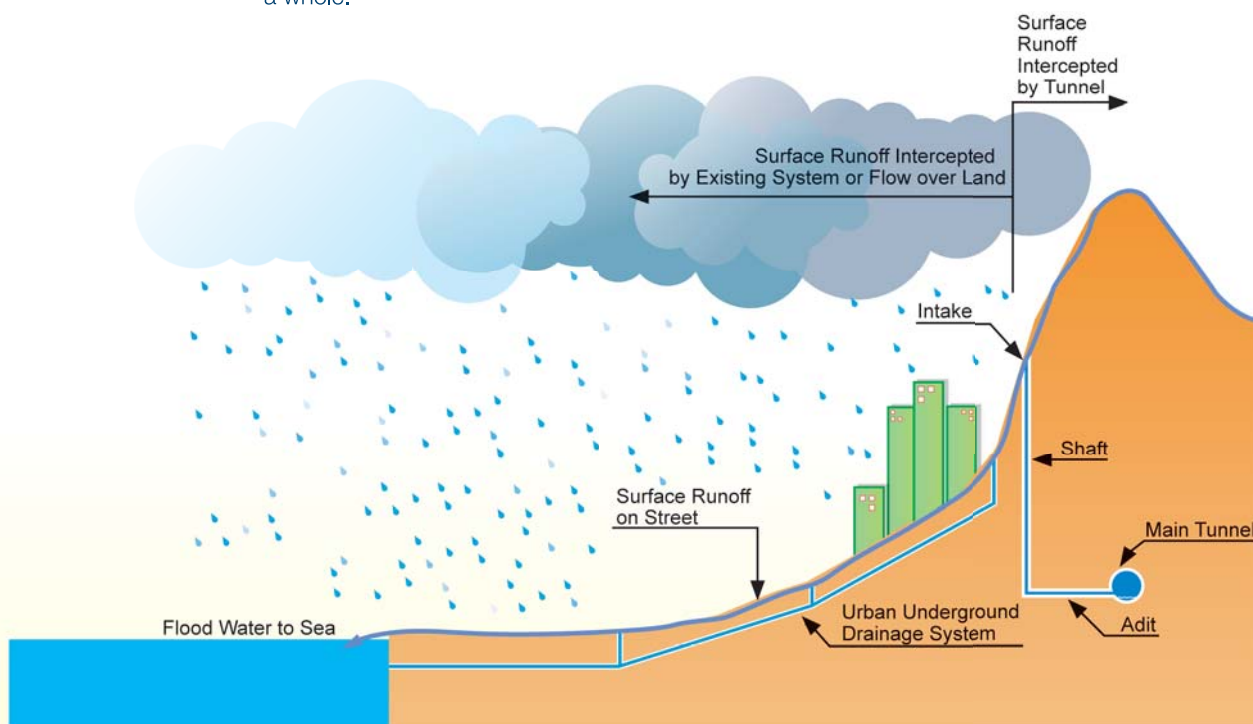 a whole.
Surface
Runoff
Intercepted
by Tunnel
Surface Runoff Intercepted
by Existing System or Flow over Land
Intake
Shaft
Surface Runoff
on Street
Main Tunnel
Urban Underground
Drainage System
Adit
Flood Water to Sea